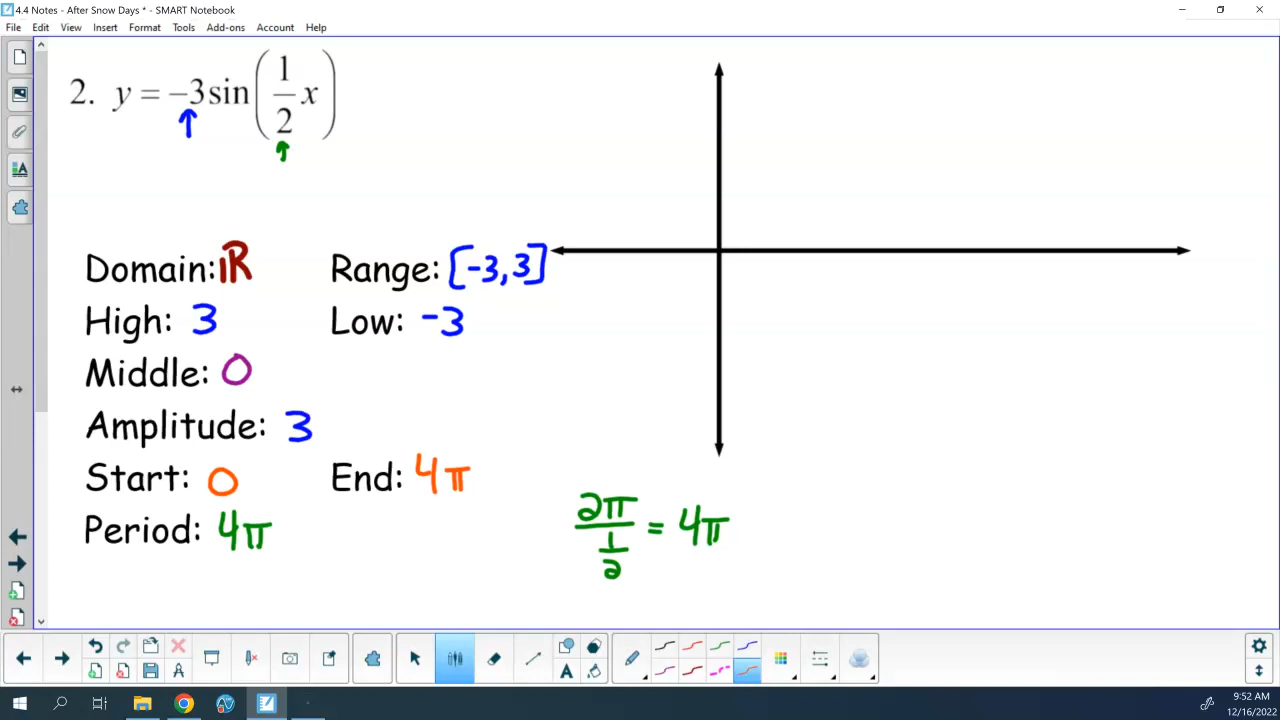 4.4 Notes - After Snow Days * - SMART Notebook
File Edit View Insert Format Tools Add-ons Account Help
2. y = −3sin(1/2 x)
Domain: ℝ Range: [-3, 3]
High: 3 Low: -3
Middle: 0
Amplitude: 3
Start: 0 End: 4π
Period: 4π
2π/(1/2) = 4π
9:52 AM
12/16/2022